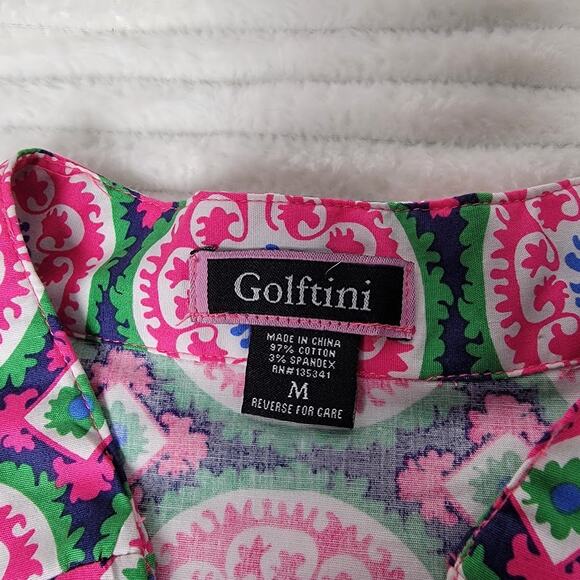 Golftini
MADE IN CHINA
97% COTTON
3% SPANDEX
RN#135341
M
REVERSE FOR CARE